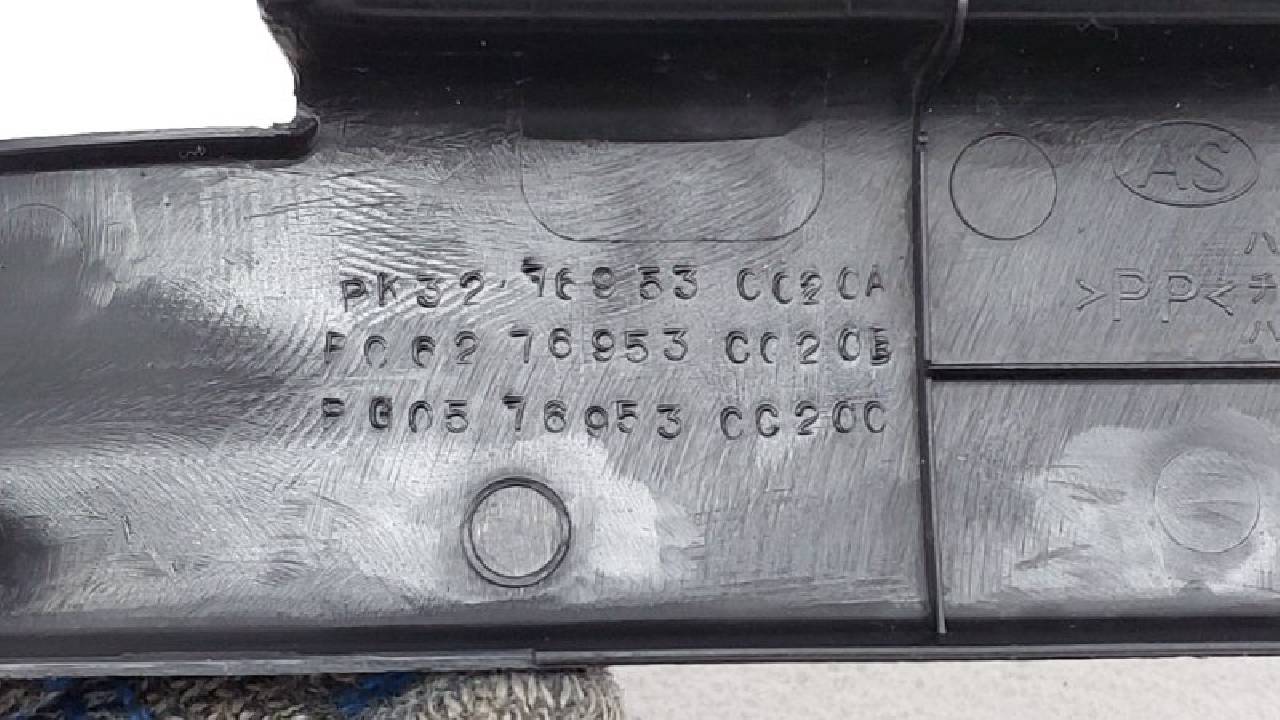 AS
>PP<
PK32 76953 CC20A
PC62 76953 CC20B
PG05 76953 CC20C